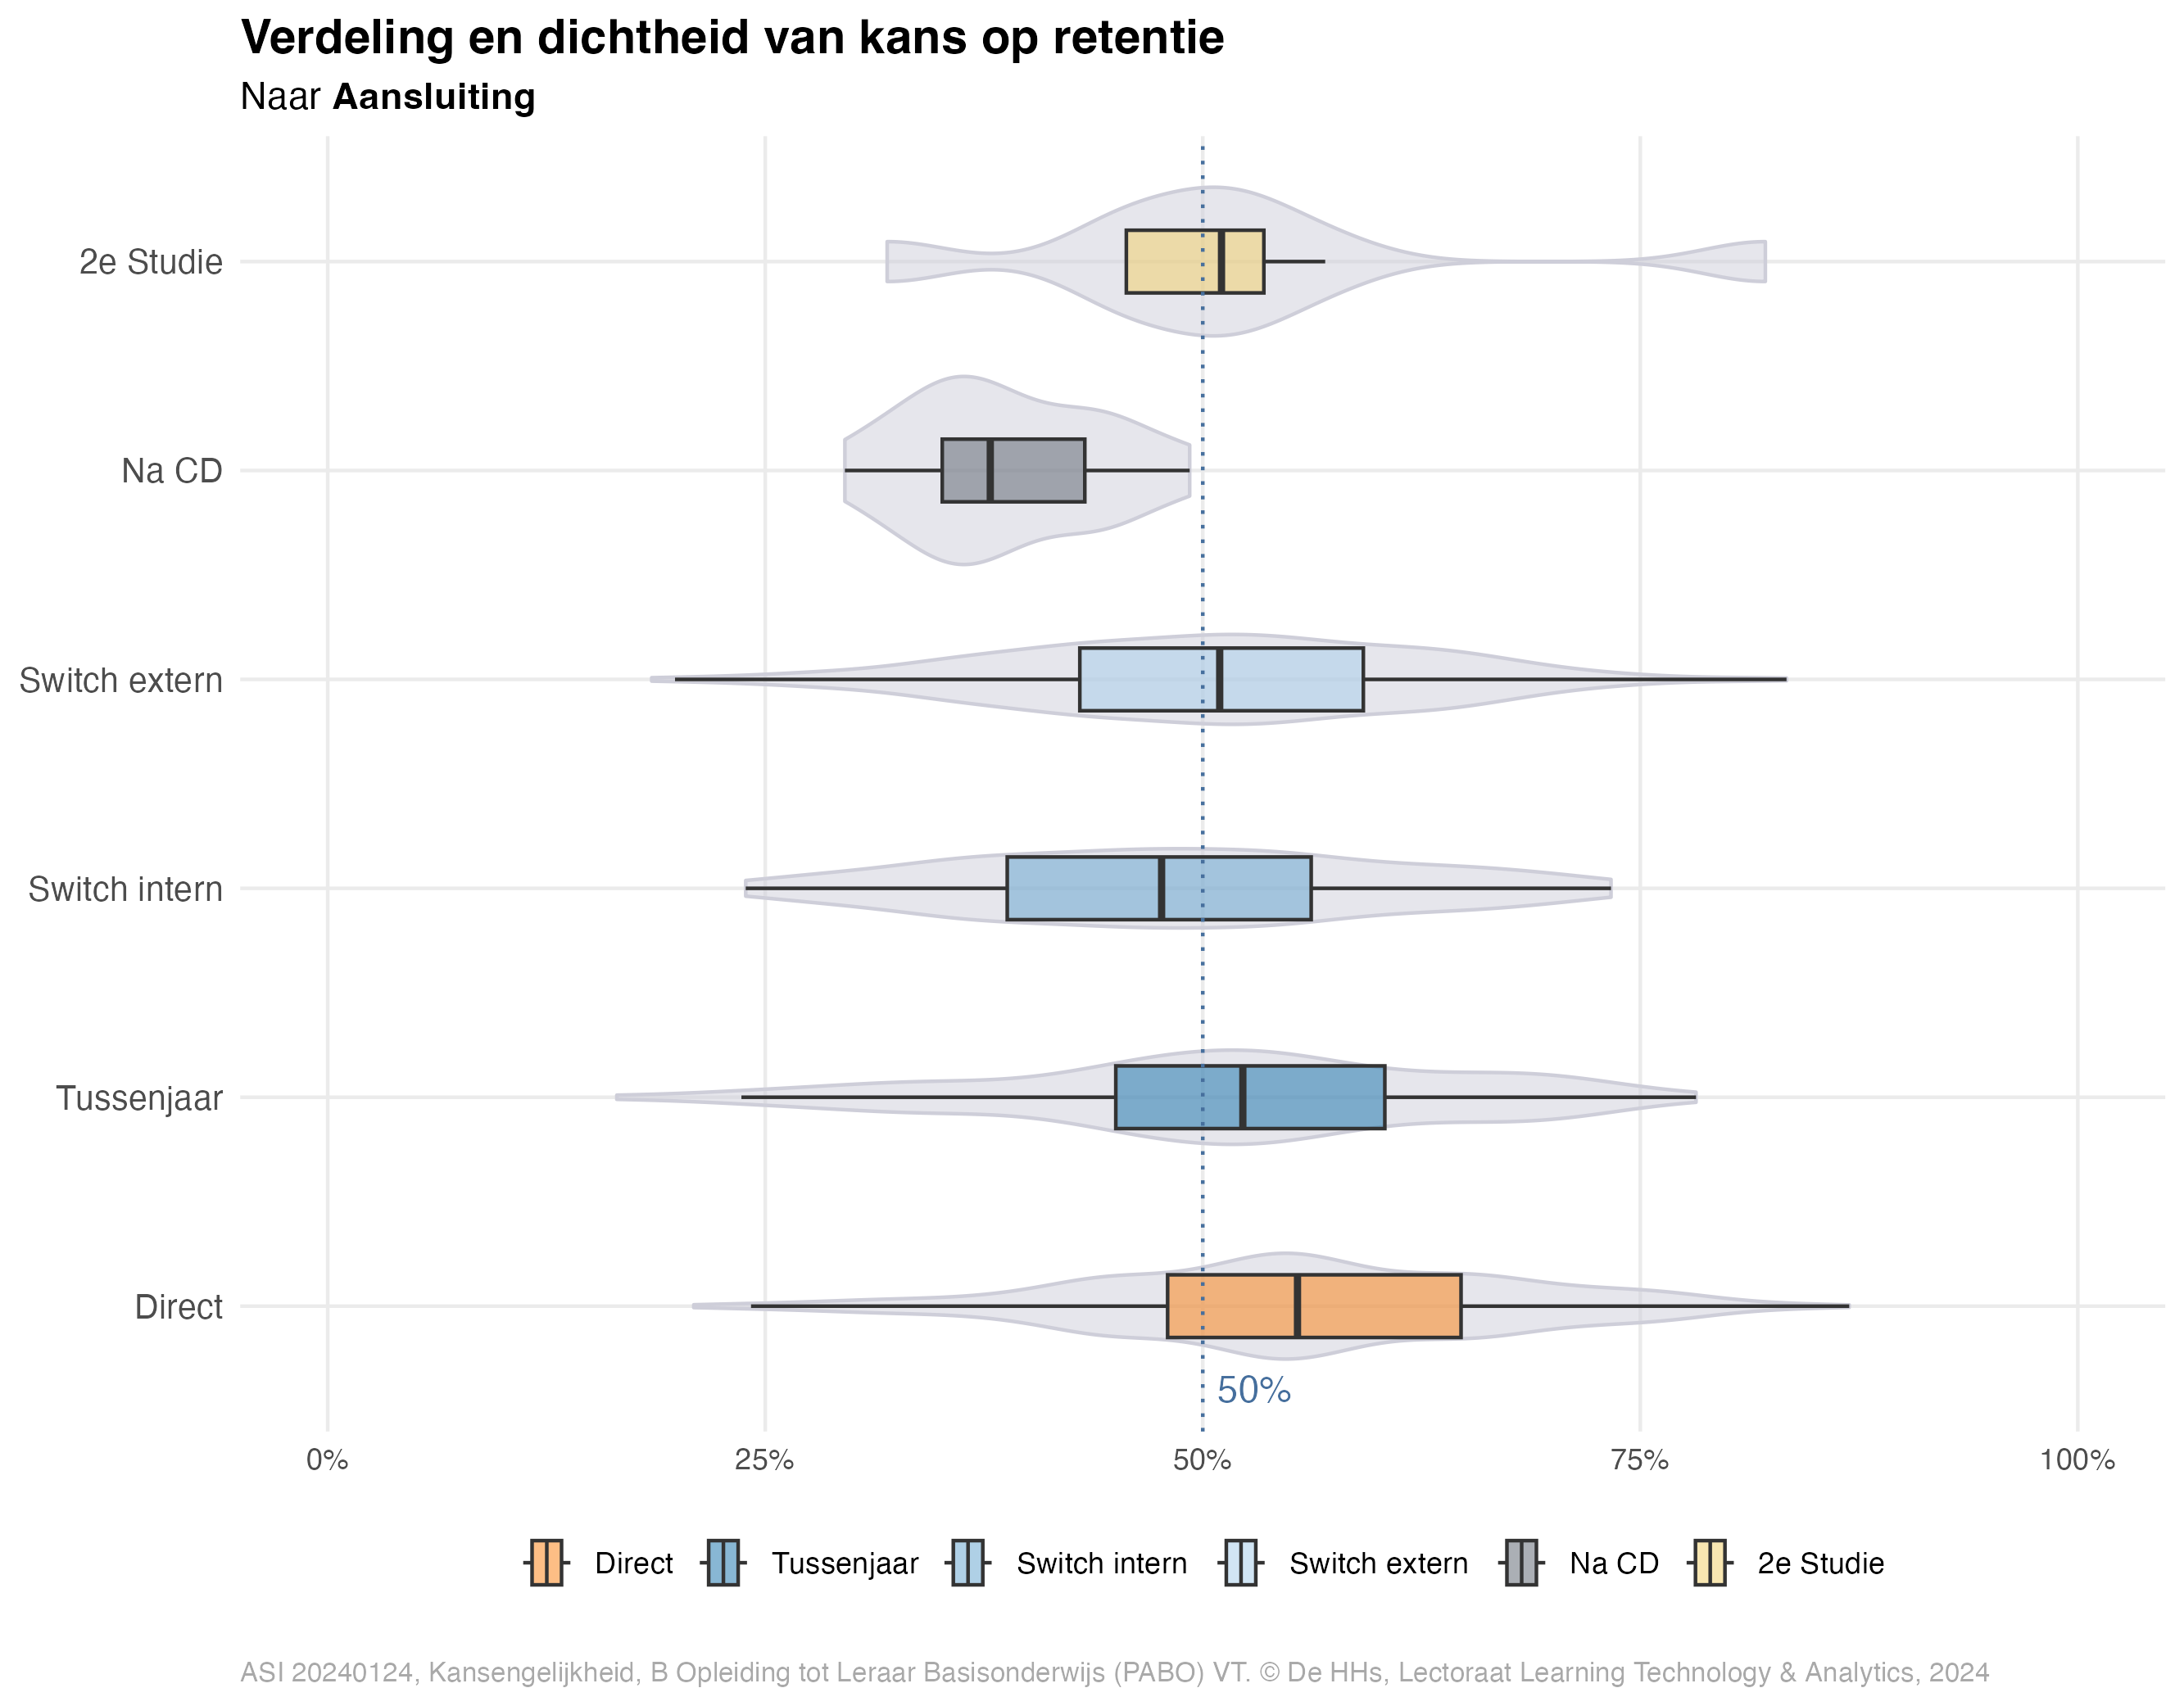 Verdeling en dichtheid van kans op retentie
Naar Aansluiting
2e Studie
Na CD
Switch extern
Switch intern
Tussenjaar
Direct
50%
0% 25% 50% 75% 100%
Direct Tussenjaar Switch intern Switch extern Na CD 2e Studie
ASI 20240124, Kansengelijkheid, B Opleiding tot Leraar Basisonderwijs (PABO) VT. © De HHs, Lectoraat Learning Technology & Analytics, 2024